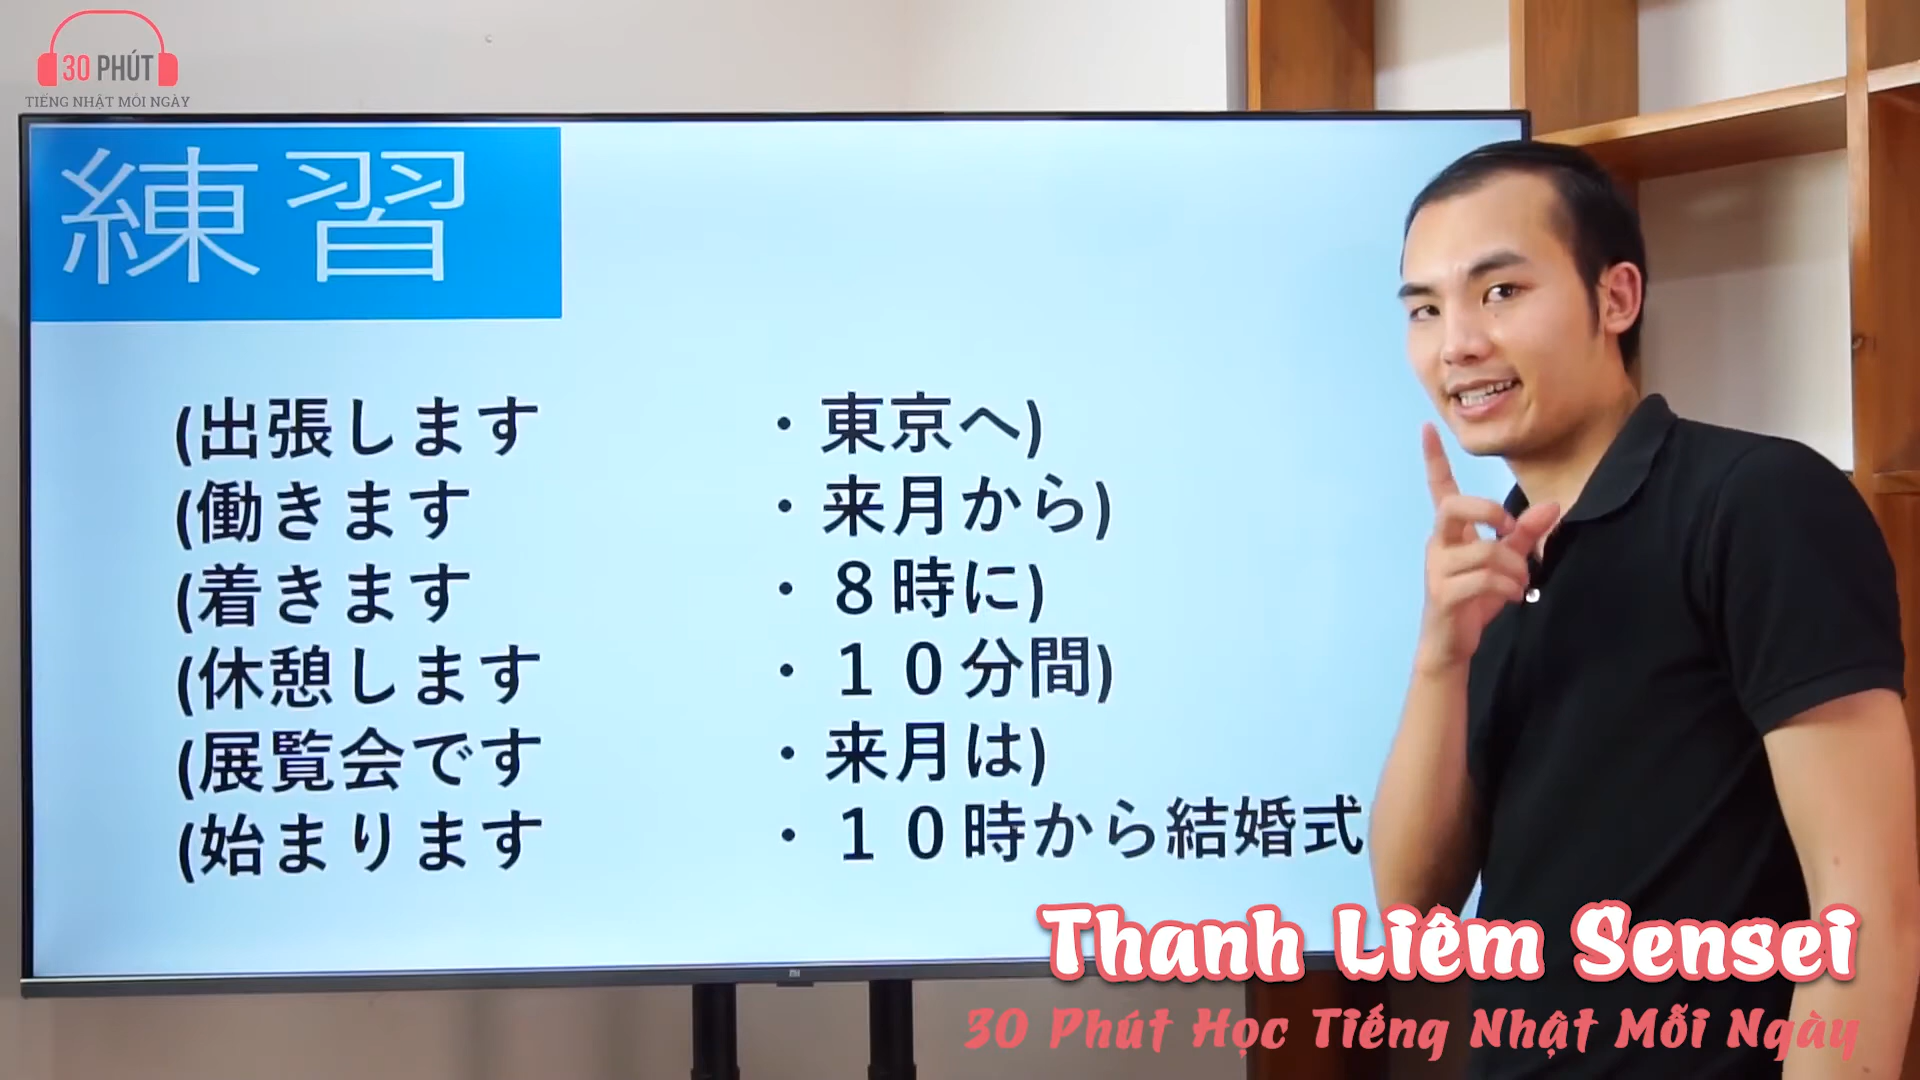 30 PHÚT
TIẾNG NHẬT MỖI NGÀY
練習
(出張します ・東京へ)
(働きます ・来月から)
(着きます ・８時に)
(休憩します ・１０分間)
(展覧会です ・来月は)
(始まります ・１０時から結婚式
Thanh Liêm Sensei
30 Phút Học Tiếng Nhật Mỗi Ngày